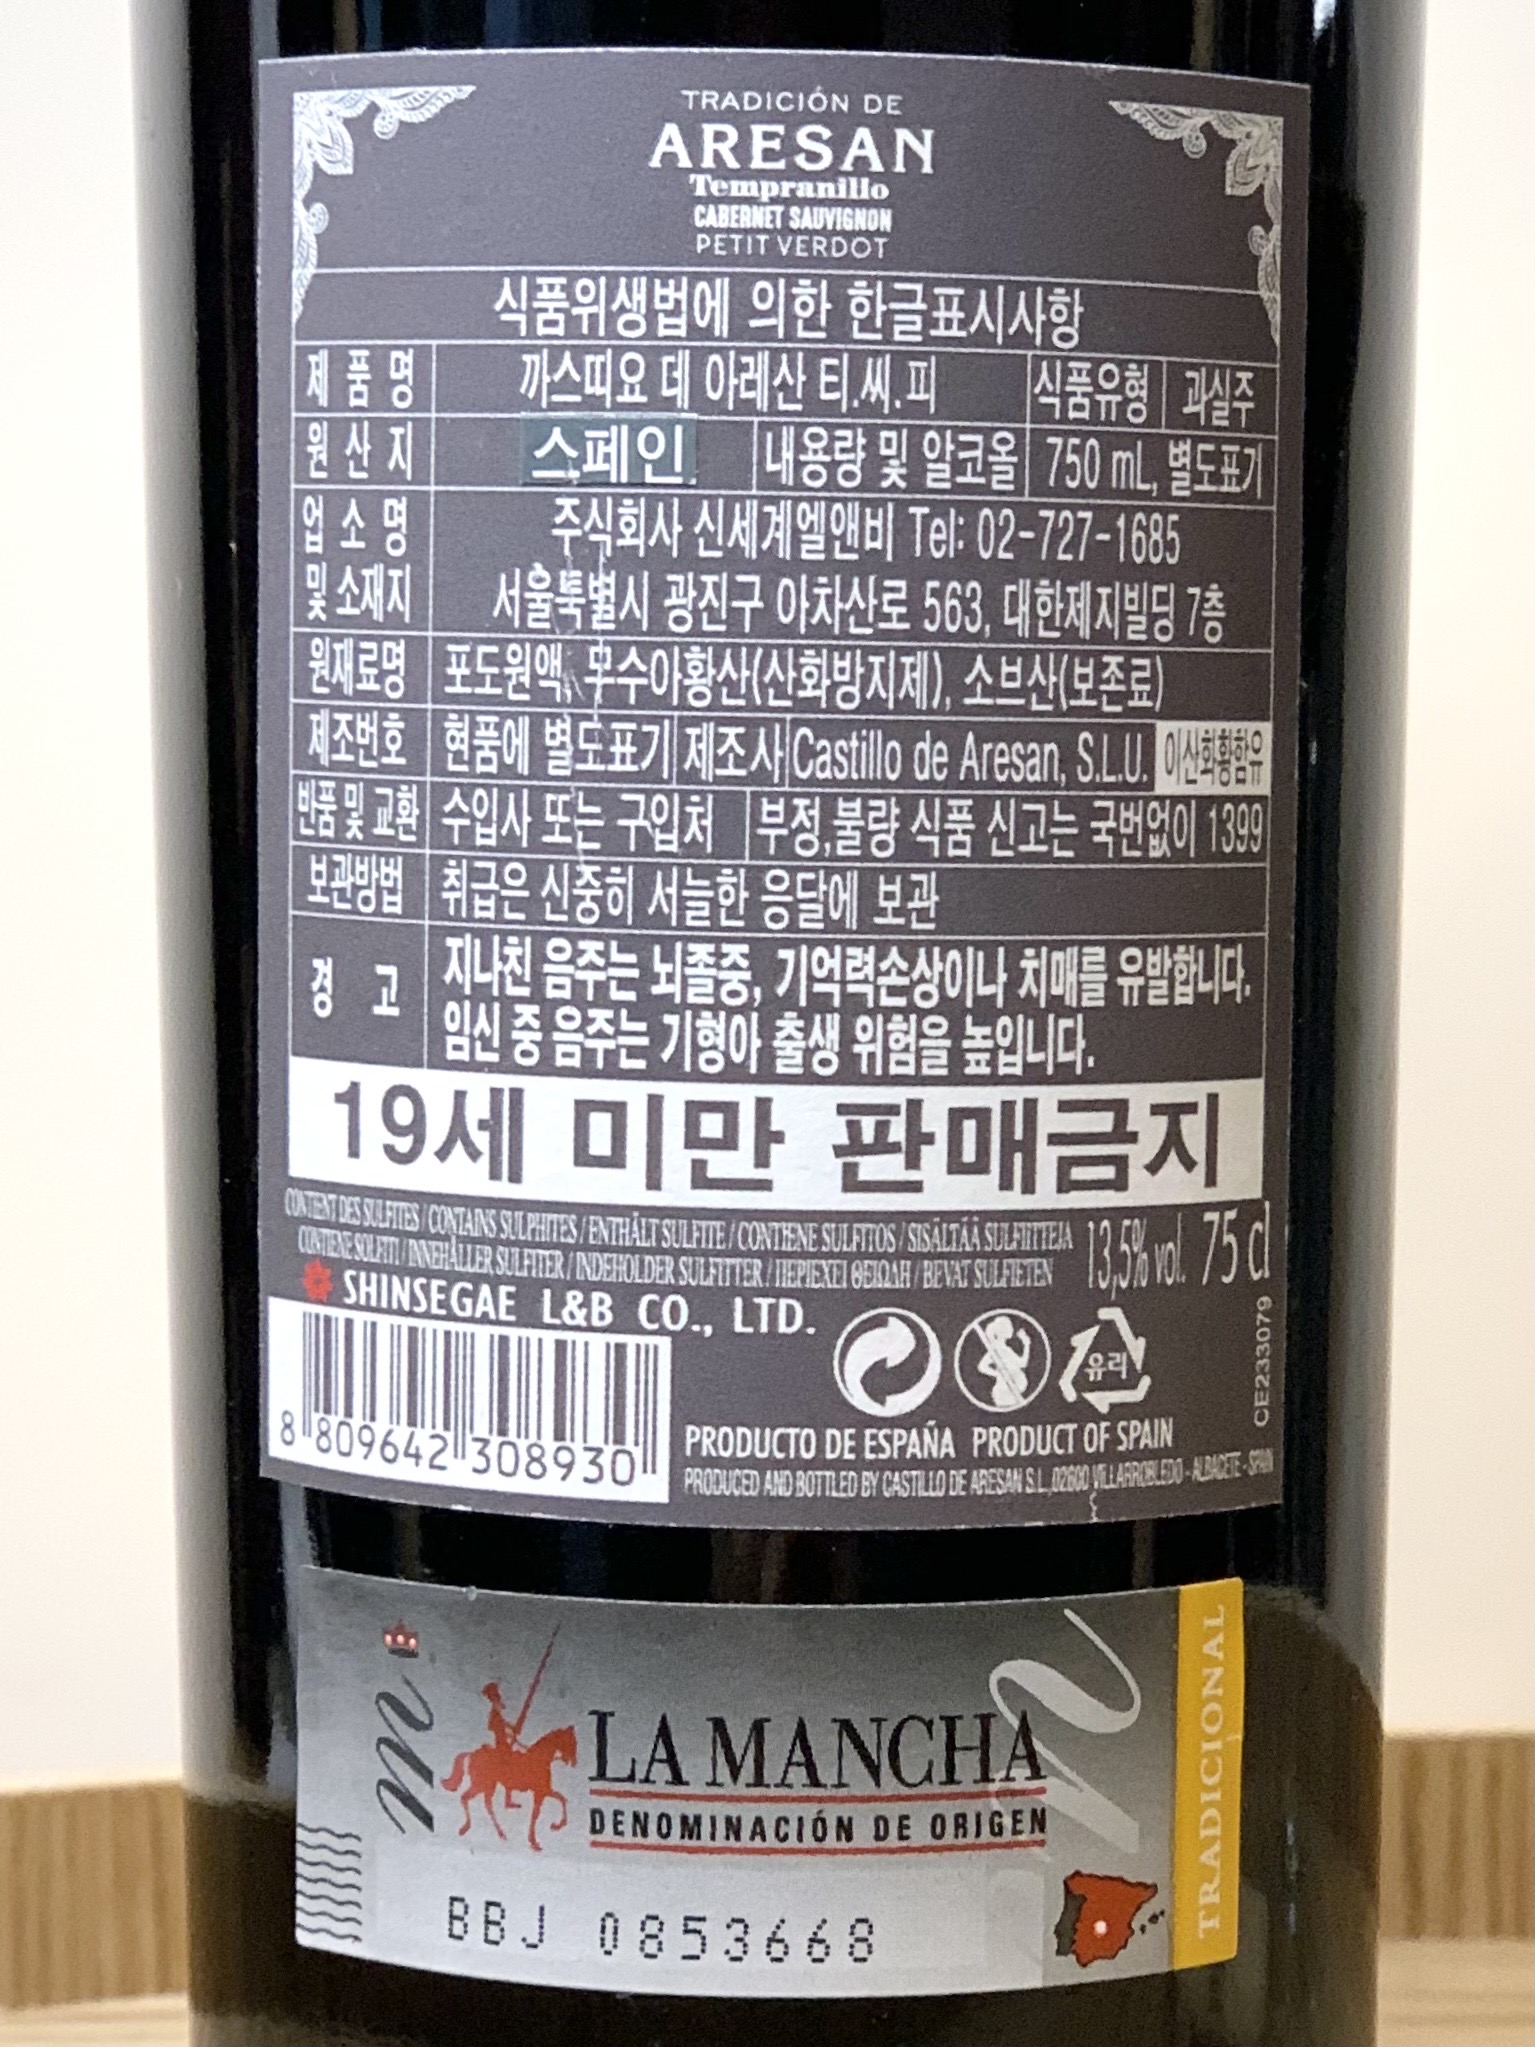 TRADICIÓN DE
ARESAN
Tempranillo
CABERNET SAUVIGNON
PETIT VERDOT
식품위생법에 의한 한글표시사항
제품명 까스띠요 데 아레산 티.씨.피 식품유형 과실주
원산지 스페인 내용량 및 알코올 750 mL, 별도표기
업소명 주식회사 신세계엘앤비 Tel: 02-727-1685
및 소재지 서울특별시 광진구 아차산로 563, 대한제지빌딩 7층
원재료명 포도원액, 무수아황산(산화방지제), 소브산(보존료)
제조번호 현품에 별도표기 제조사 Castillo de Aresan, S.L.U. 이산화황함유
반품 및 교환 수입사 또는 구입처 부정,불량 식품 신고는 국번없이 1399
보관방법 취급은 신중히 서늘한 응달에 보관
경고 지나친 음주는 뇌졸중, 기억력손상이나 치매를 유발합니다.
임신 중 음주는 기형아 출생 위험을 높입니다.
19세 미만 판매금지
CONTIENT DES SULFITES / CONTAINS SULPHITES / ENTHÄLT SULFITE / CONTIENE SULFITOS / SISÄLTÄÄ SULFIITTEJA
CONTIENE SOLFITI / INNEHÅLLER SULFITER / INDEHOLDER SULFITTER / ΠΕΡΙΕΧΕΙ ΘΕΙΩΔΗ / BEVAT SULFIETEN
13,5% vol. 75 cl
SHINSEGAE L&B CO., LTD.
유리
CE233079
8 809642 308930
PRODUCTO DE ESPAÑA PRODUCT OF SPAIN
PRODUCED AND BOTTLED BY CASTILLO DE ARESAN S.L., 02600 VILLARROBLEDO - ALBACETE - SPAIN
m
LA MANCHA
DENOMINACIÓN DE ORIGEN
TRADICIONAL
BBJ 0853668